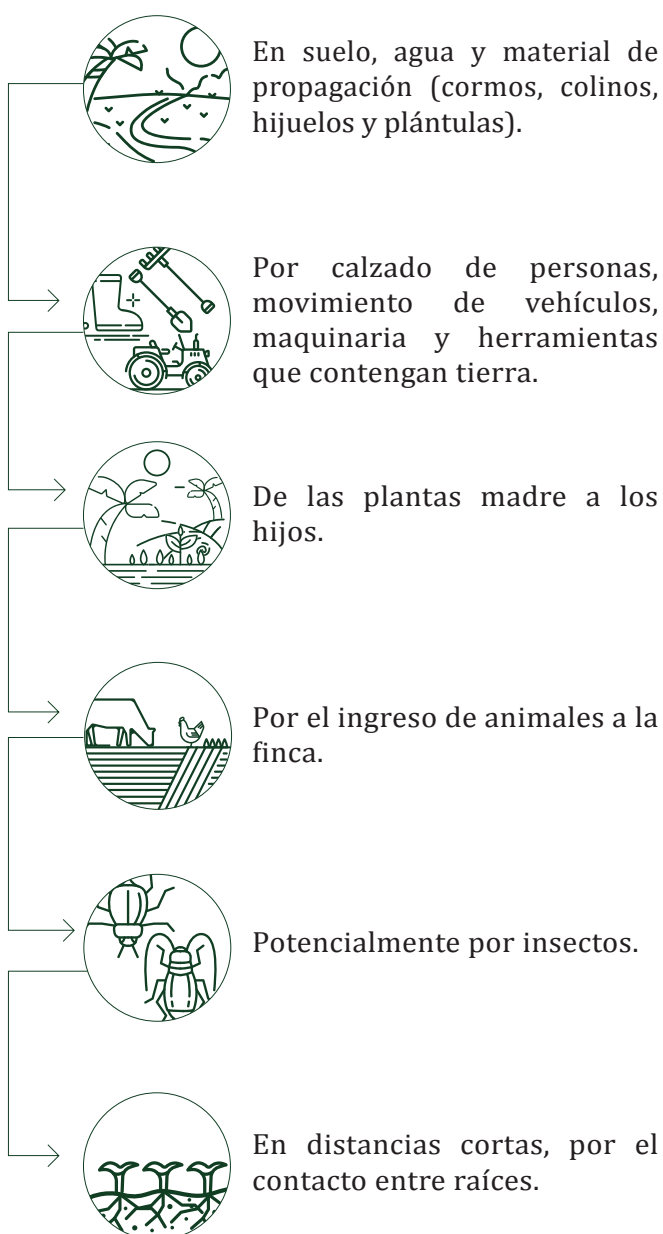 En suelo, agua y material de
propagación (cormos, colinos,
hijuelos y plántulas).
Por calzado de personas,
movimiento de vehículos,
maquinaria y herramientas
que contengan tierra.
De las plantas madre a los
hijos.
Por el ingreso de animales a la
finca.
Potencialmente por insectos.
En distancias cortas, por el
contacto entre raíces.